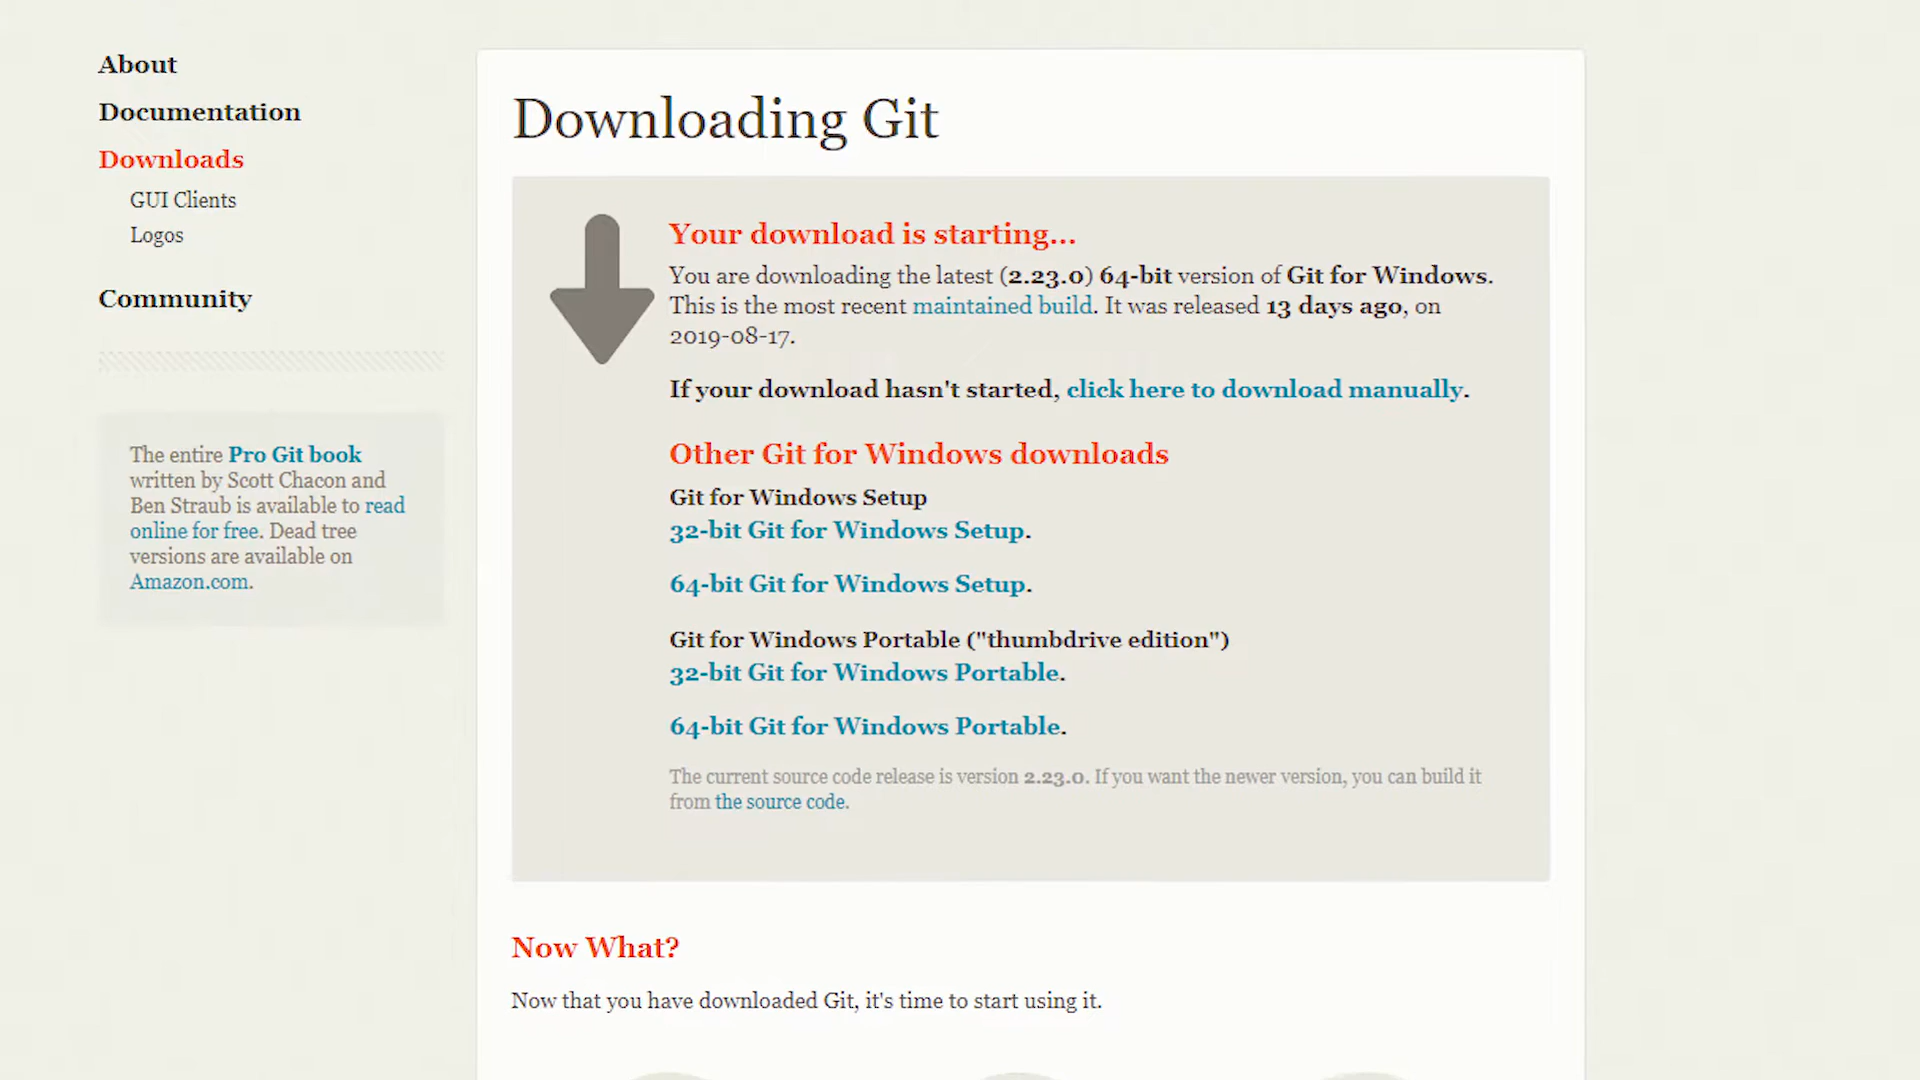 About
Documentation
Downloads
GUI Clients
Logos
Community
The entire Pro Git book
written by Scott Chacon and
Ben Straub is available to read
online for free. Dead tree
versions are available on
Amazon.com.
Downloading Git
Your download is starting...
You are downloading the latest (2.23.0) 64-bit version of Git for Windows.
This is the most recent maintained build. It was released 13 days ago, on
2019-08-17.
If your download hasn't started, click here to download manually.
Other Git for Windows downloads
Git for Windows Setup
32-bit Git for Windows Setup.
64-bit Git for Windows Setup.
Git for Windows Portable ("thumbdrive edition")
32-bit Git for Windows Portable.
64-bit Git for Windows Portable.
The current source code release is version 2.23.0. If you want the newer version, you can build it
from the source code.
Now What?
Now that you have downloaded Git, it's time to start using it.